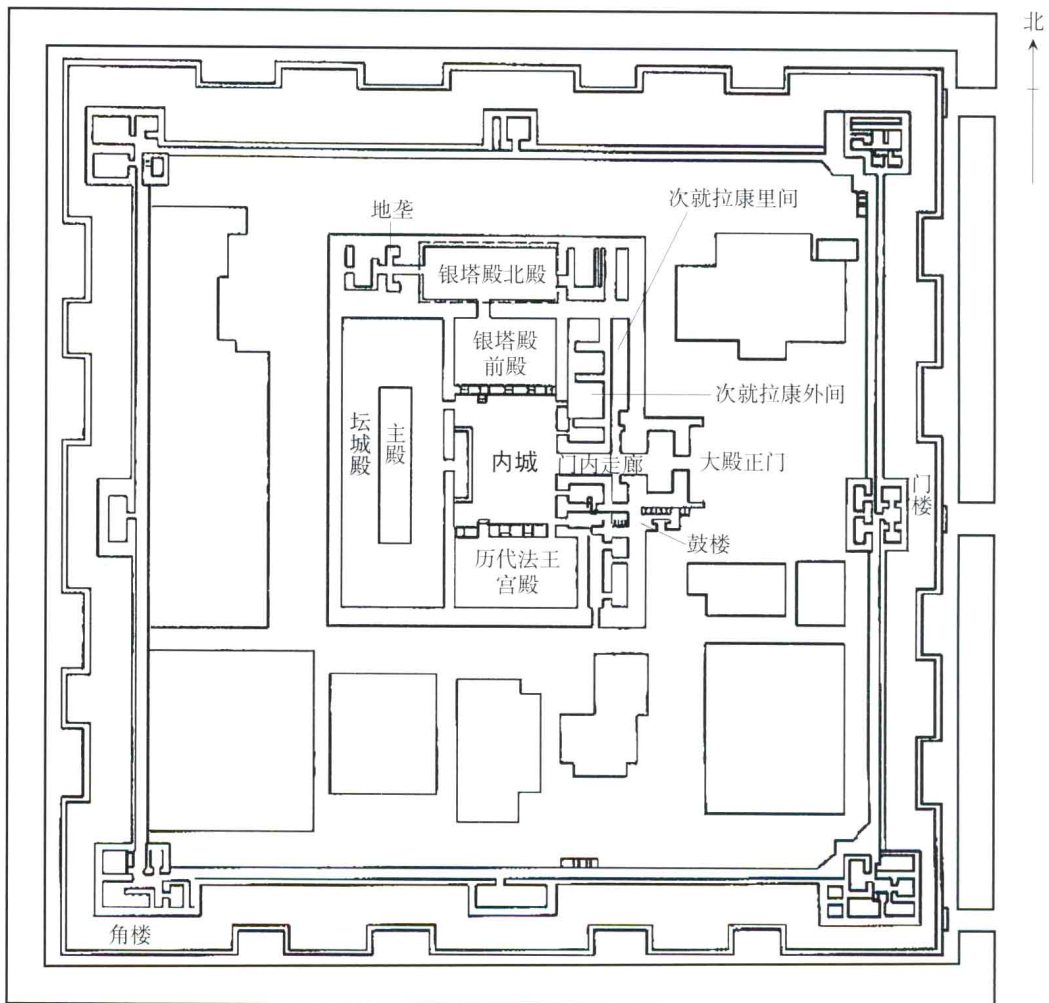 北
次就拉康里间
地垄
银塔殿北殿
银塔殿
前殿
次就拉康外间
坛城殿
主殿
内城
门内走廊
大殿正门
门楼
鼓楼
历代法王
宫殿
角楼